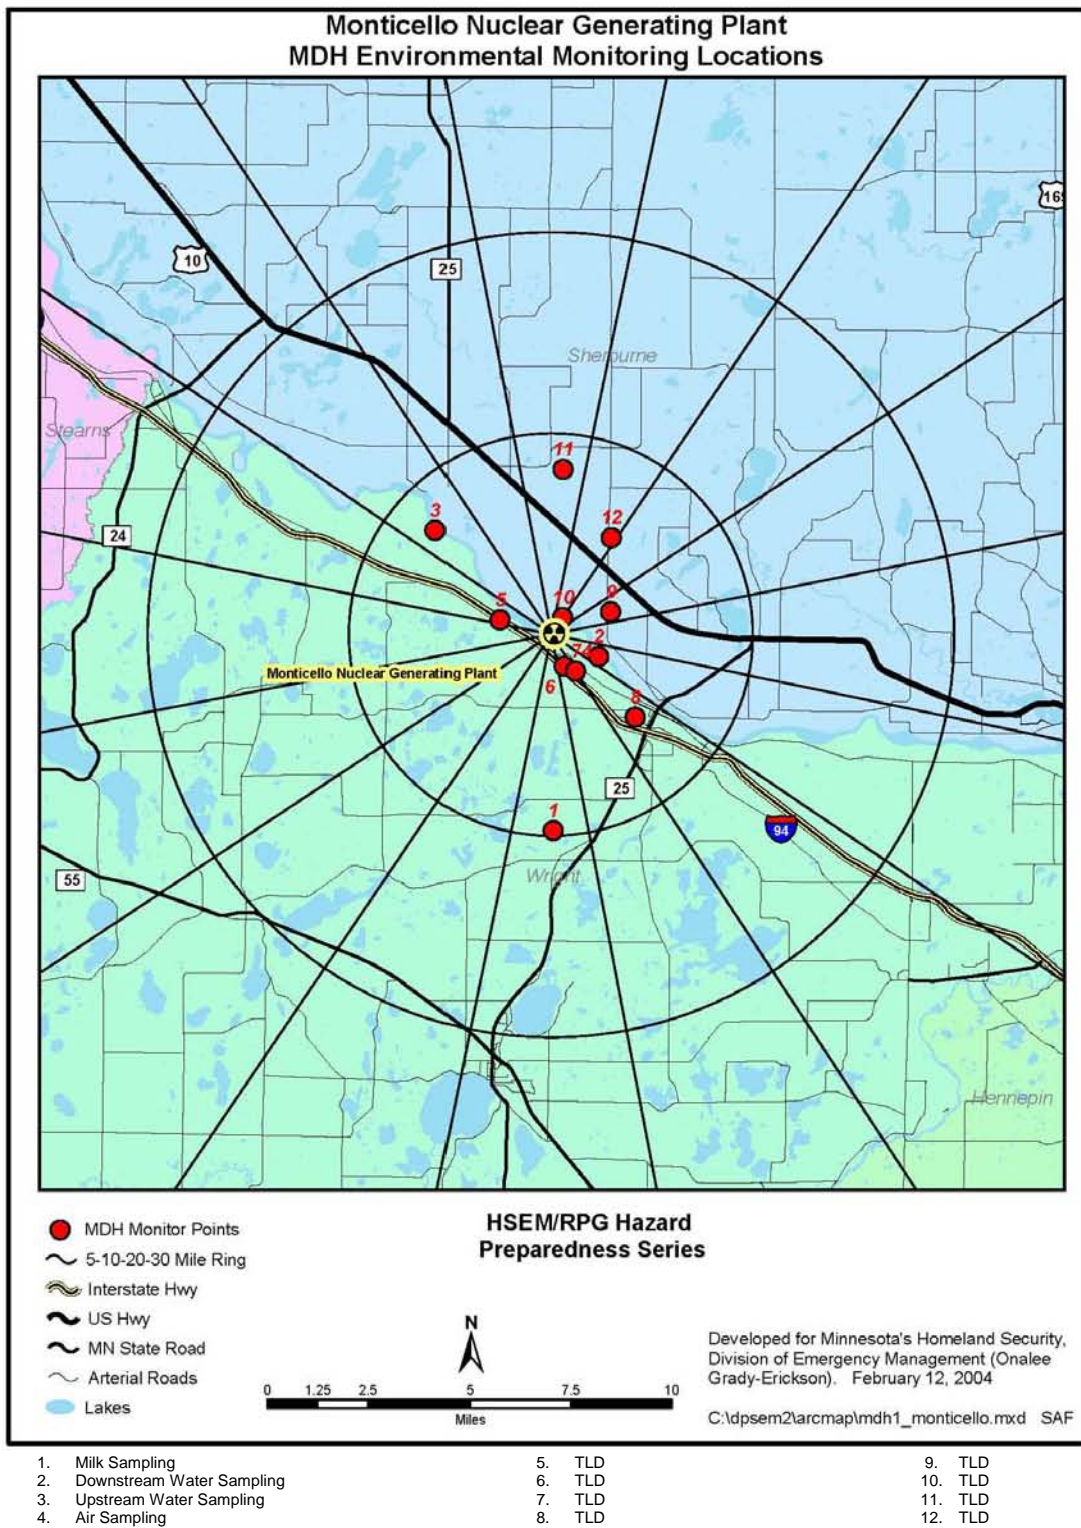 Monticello Nuclear Generating Plant
MDH Environmental Monitoring Locations
169
10
25
Sherburne
Stearns
11
3
12
24
5
10
9
2
74
Monticello Nuclear Generating Plant
6
8
25
1
94
Wright
55
Hennepin
MDH Monitor Points
5-10-20-30 Mile Ring
Interstate Hwy
US Hwy
MN State Road
Arterial Roads
Lakes
HSEM/RPG Hazard
Preparedness Series
N
0 1.25 2.5 5 7.5 10
Miles
Developed for Minnesota's Homeland Security,
Division of Emergency Management (Onalee
Grady-Erickson). February 12, 2004
C:\dpsem2\arcmap\mdh1_monticello.mxd SAF
1. Milk Sampling 5. TLD 9. TLD
2. Downstream Water Sampling 6. TLD 10. TLD
3. Upstream Water Sampling 7. TLD 11. TLD
4. Air Sampling 8. TLD 12. TLD